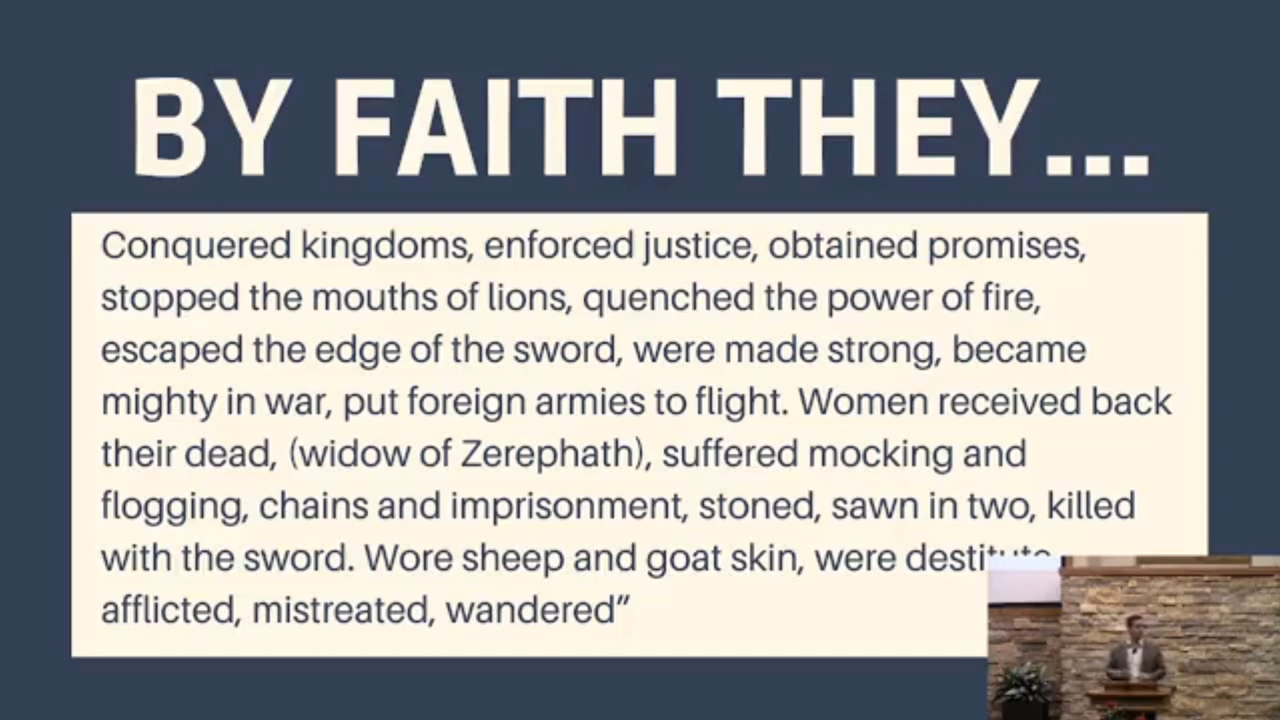 BY FAITH THEY...
Conquered kingdoms, enforced justice, obtained promises,
stopped the mouths of lions, quenched the power of fire,
escaped the edge of the sword, were made strong, became
mighty in war, put foreign armies to flight. Women received back
their dead, (widow of Zerephath), suffered mocking and
flogging, chains and imprisonment, stoned, sawn in two, killed
with the sword. Wore sheep and goat skin, were destitute
afflicted, mistreated, wandered”